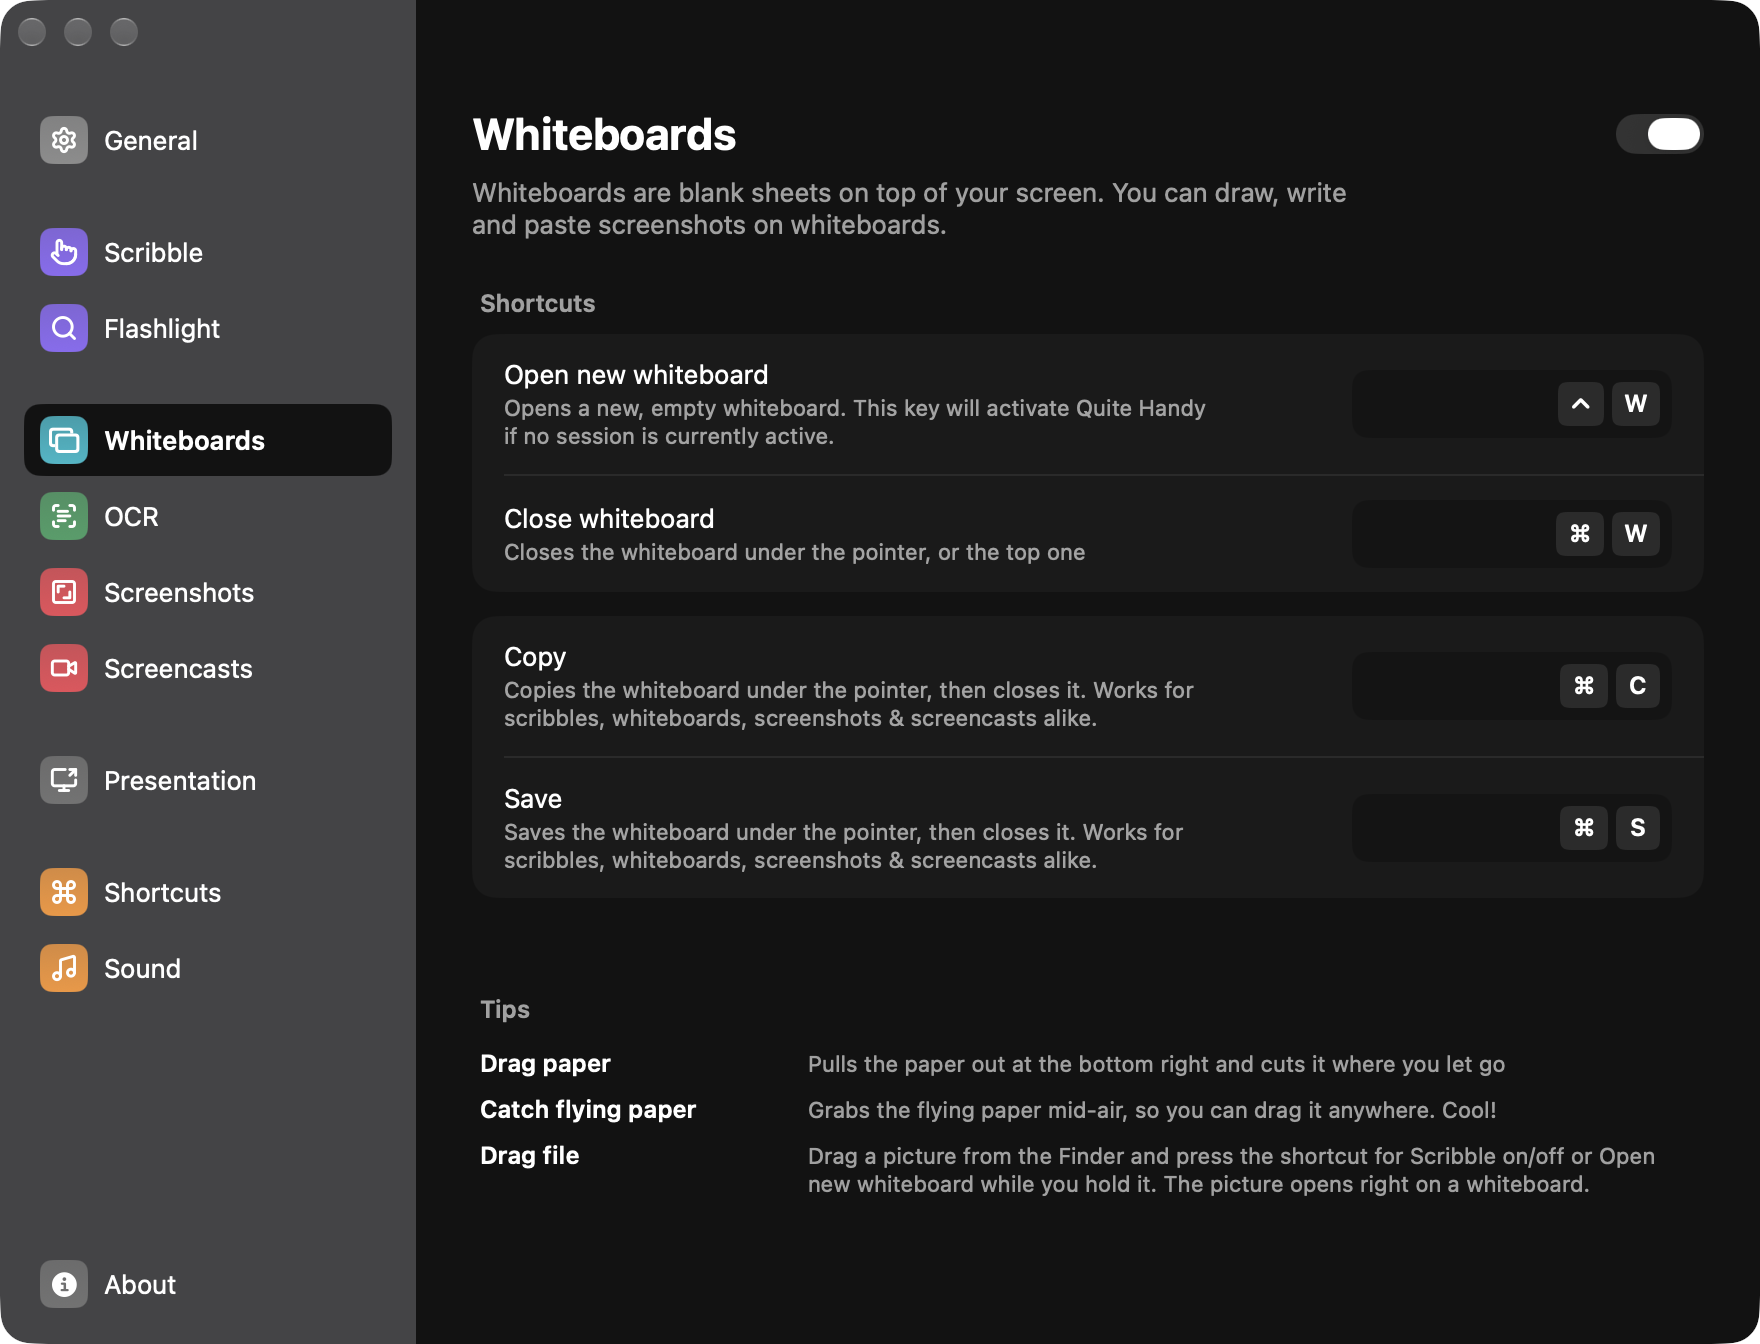 General
Scribble
Flashlight
Whiteboards
OCR
Screenshots
Screencasts
Presentation
Shortcuts
Sound
About
Whiteboards
Whiteboards are blank sheets on top of your screen. You can draw, write
and paste screenshots on whiteboards.
Shortcuts
Open new whiteboard
Opens a new, empty whiteboard. This key will activate Quite Handy
if no session is currently active.
⌃ W
Close whiteboard
Closes the whiteboard under the pointer, or the top one
⌘ W
Copy
Copies the whiteboard under the pointer, then closes it. Works for
scribbles, whiteboards, screenshots & screencasts alike.
⌘ C
Save
Saves the whiteboard under the pointer, then closes it. Works for
scribbles, whiteboards, screenshots & screencasts alike.
⌘ S
Tips
Drag paper
Pulls the paper out at the bottom right and cuts it where you let go
Catch flying paper
Grabs the flying paper mid-air, so you can drag it anywhere. Cool!
Drag file
Drag a picture from the Finder and press the shortcut for Scribble on/off or Open
new whiteboard while you hold it. The picture opens right on a whiteboard.